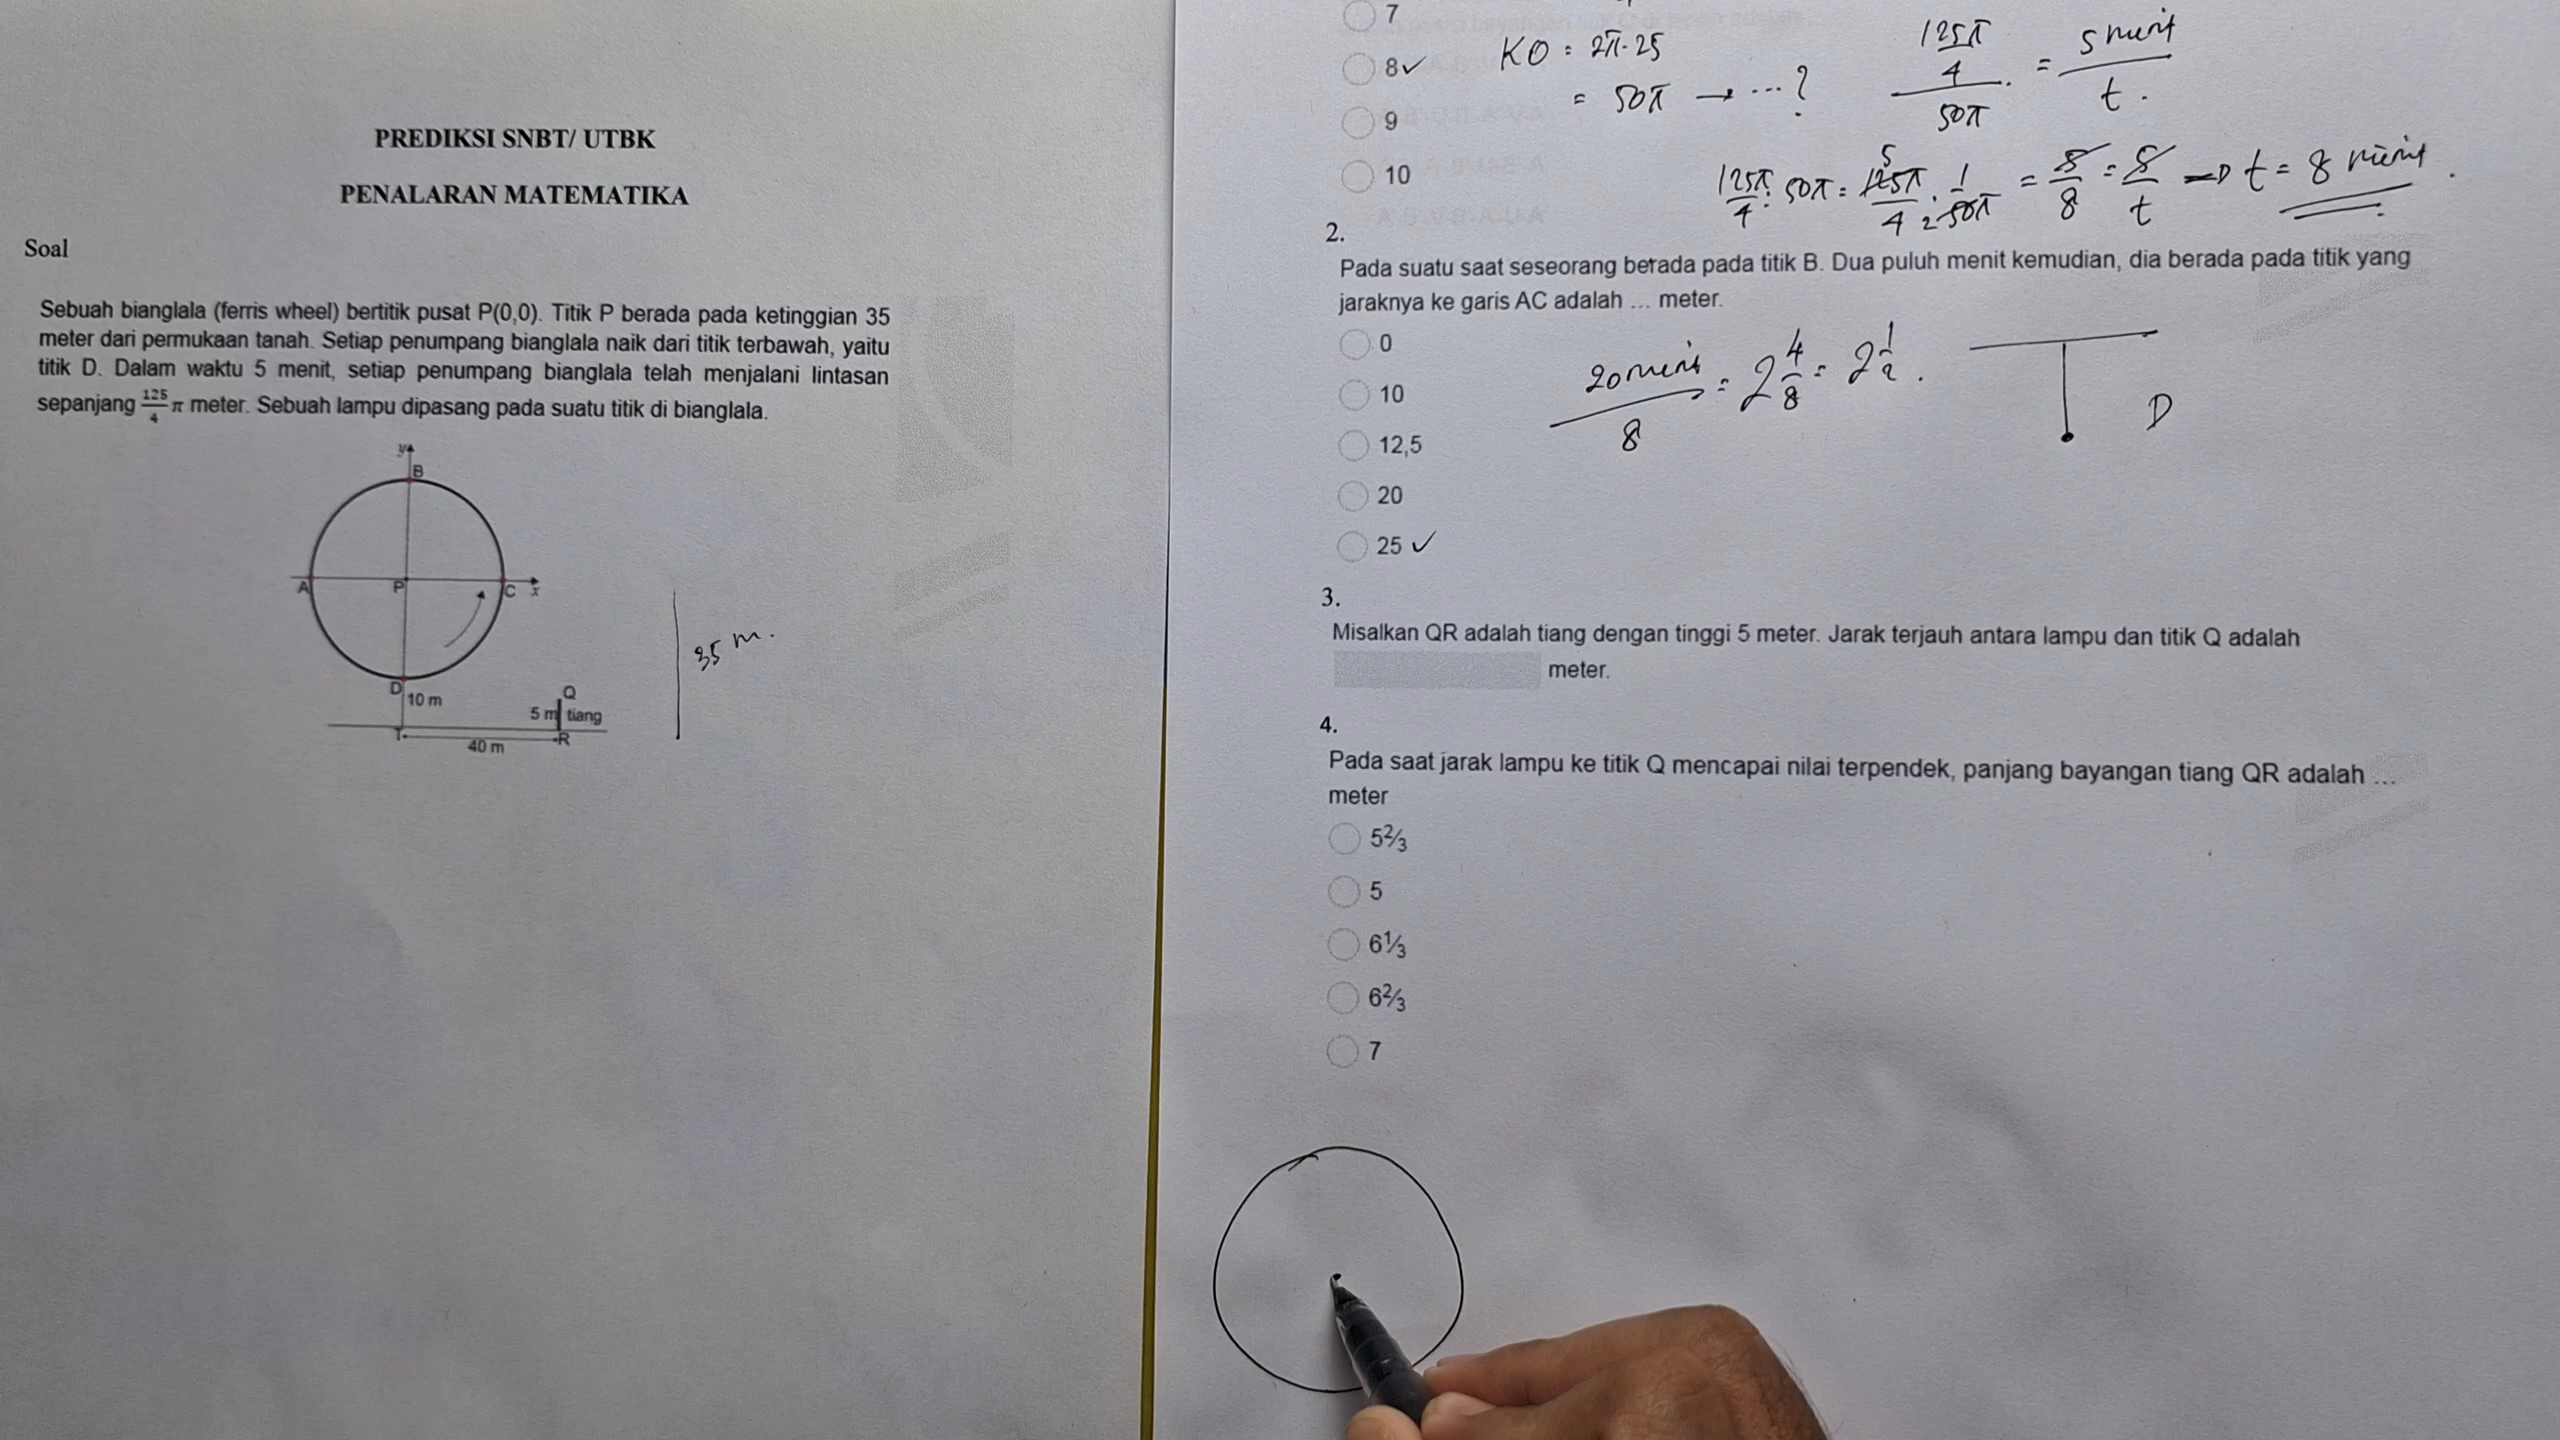 PREDIKSI SNBT/ UTBK
PENALARAN MATEMATIKA
Soal
Sebuah bianglala (ferris wheel) bertitik pusat P(0,0). Titik P berada pada ketinggian 35
meter dari permukaan tanah. Setiap penumpang bianglala naik dari titik terbawah, yaitu
titik D. Dalam waktu 5 menit, setiap penumpang bianglala telah menjalani lintasan
sepanjang 125/4 π meter. Sebuah lampu dipasang pada suatu titik di bianglala.
y
B
A P C x
D
10 m
Q
5 m tiang
T R
40 m
35 m.
7
8 ✓
9
10
KO = 2π·25
= 50π → ...?
125π/4 / 50π = 5 menit / t.
125π/4 : 50π = 125π/4 · 1/50π = 5/8 = 5/t → t = 8 menit.
5
2
2.
Pada suatu saat seseorang berada pada titik B. Dua puluh menit kemudian, dia berada pada titik yang
jaraknya ke garis AC adalah ... meter.
0
10
12,5
20
25 ✓
20 menit / 8 = 2 4/8 = 2 1/2.
D
3.
Misalkan QR adalah tiang dengan tinggi 5 meter. Jarak terjauh antara lampu dan titik Q adalah
meter.
4.
Pada saat jarak lampu ke titik Q mencapai nilai terpendek, panjang bayangan tiang QR adalah ...
meter
5⅔
5
6⅓
6⅔
7